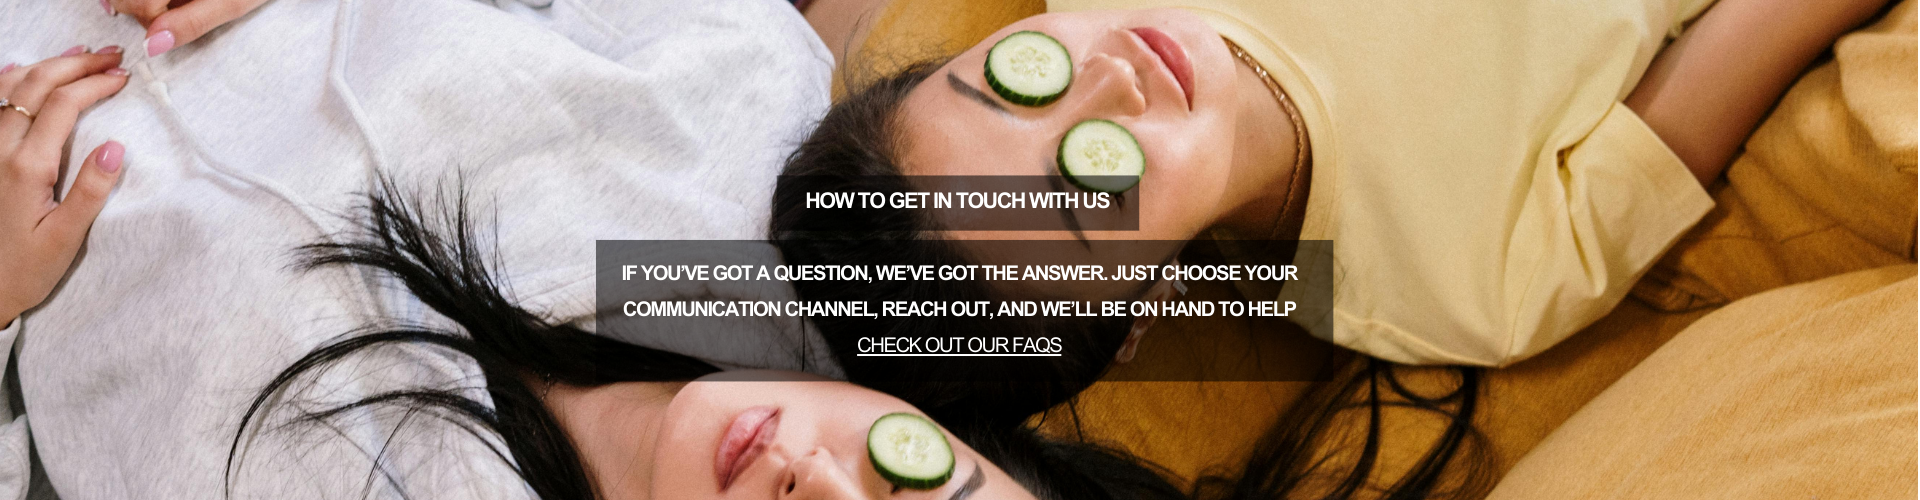 HOW TO GET IN TOUCH WITH US
IF YOU’VE GOT A QUESTION, WE’VE GOT THE ANSWER. JUST CHOOSE YOUR
COMMUNICATION CHANNEL, REACH OUT, AND WE’LL BE ON HAND TO HELP
CHECK OUT OUR FAQS